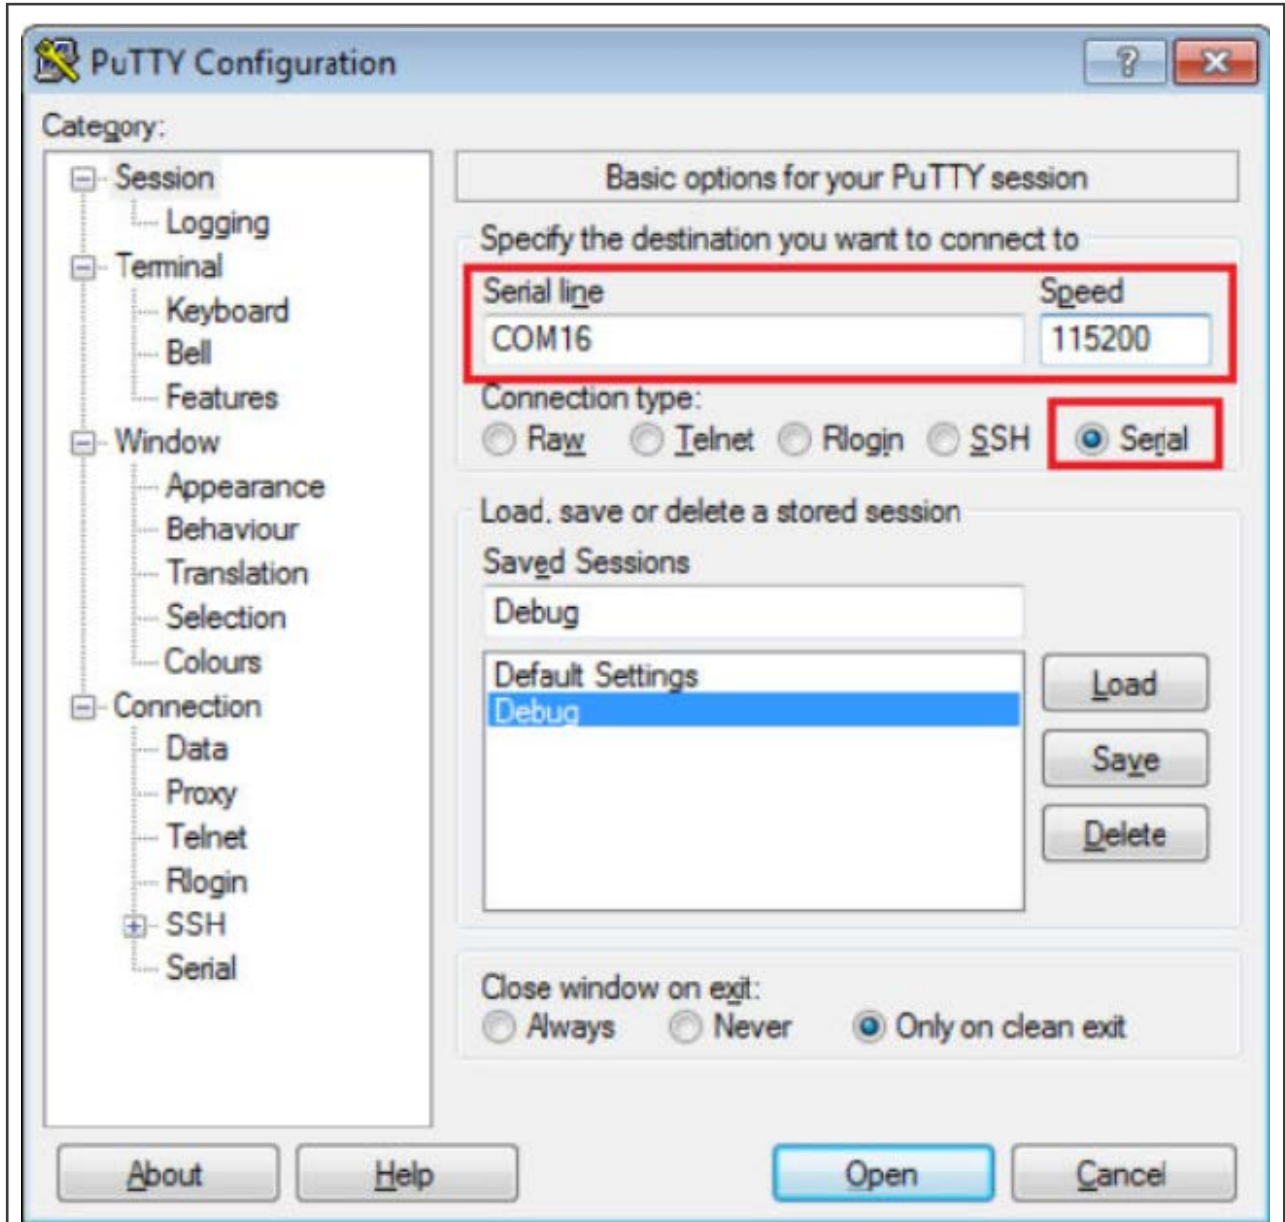 PuTTY Configuration
Category:
Session
Logging
Terminal
Keyboard
Bell
Features
Window
Appearance
Behaviour
Translation
Selection
Colours
Connection
Data
Proxy
Telnet
Rlogin
SSH
Serial
Basic options for your PuTTY session
Specify the destination you want to connect to
Serial line Speed
COM16 115200
Connection type:
Raw Telnet Rlogin SSH Serial
Load, save or delete a stored session
Saved Sessions
Debug
Default Settings
Debug
Load
Save
Delete
Close window on exit:
Always Never Only on clean exit
About Help Open Cancel